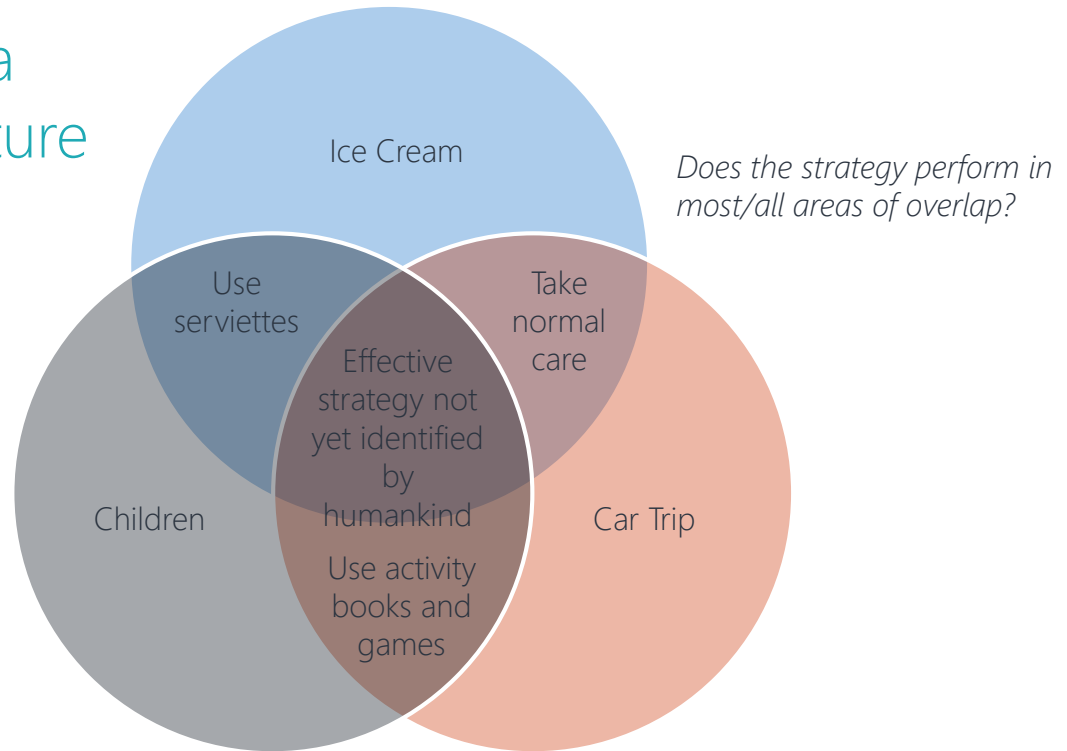 a
ture
Ice Cream
Does the strategy perform in
most/all areas of overlap?
Use
serviettes
Take
normal
care
Effective
strategy not
yet identified
by
humankind
Children
Car Trip
Use activity
books and
games